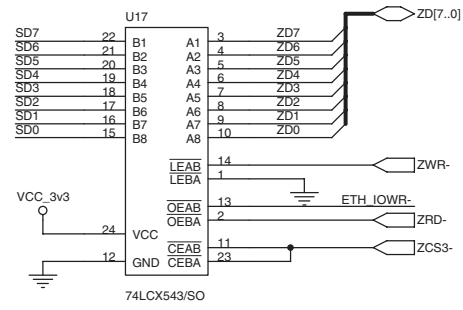 U17
ZD[7..0]
SD7 22 B1 A1 3 ZD7
SD6 21 B2 A2 4 ZD6
SD5 20 B3 A3 5 ZD5
SD4 19 B4 A4 6 ZD4
SD3 18 B5 A5 7 ZD3
SD2 17 B6 A6 8 ZD2
SD1 16 B7 A7 9 ZD1
SD0 15 B8 A8 10 ZD0
LEAB 14 ZWR-
LEBA 1
VCC_3v3
OEAB 13 ETH_IOWR-
OEBA 2 ZRD-
24 VCC
CEAB 11 ZCS3-
12 GND CEBA 23
74LCX543/SO